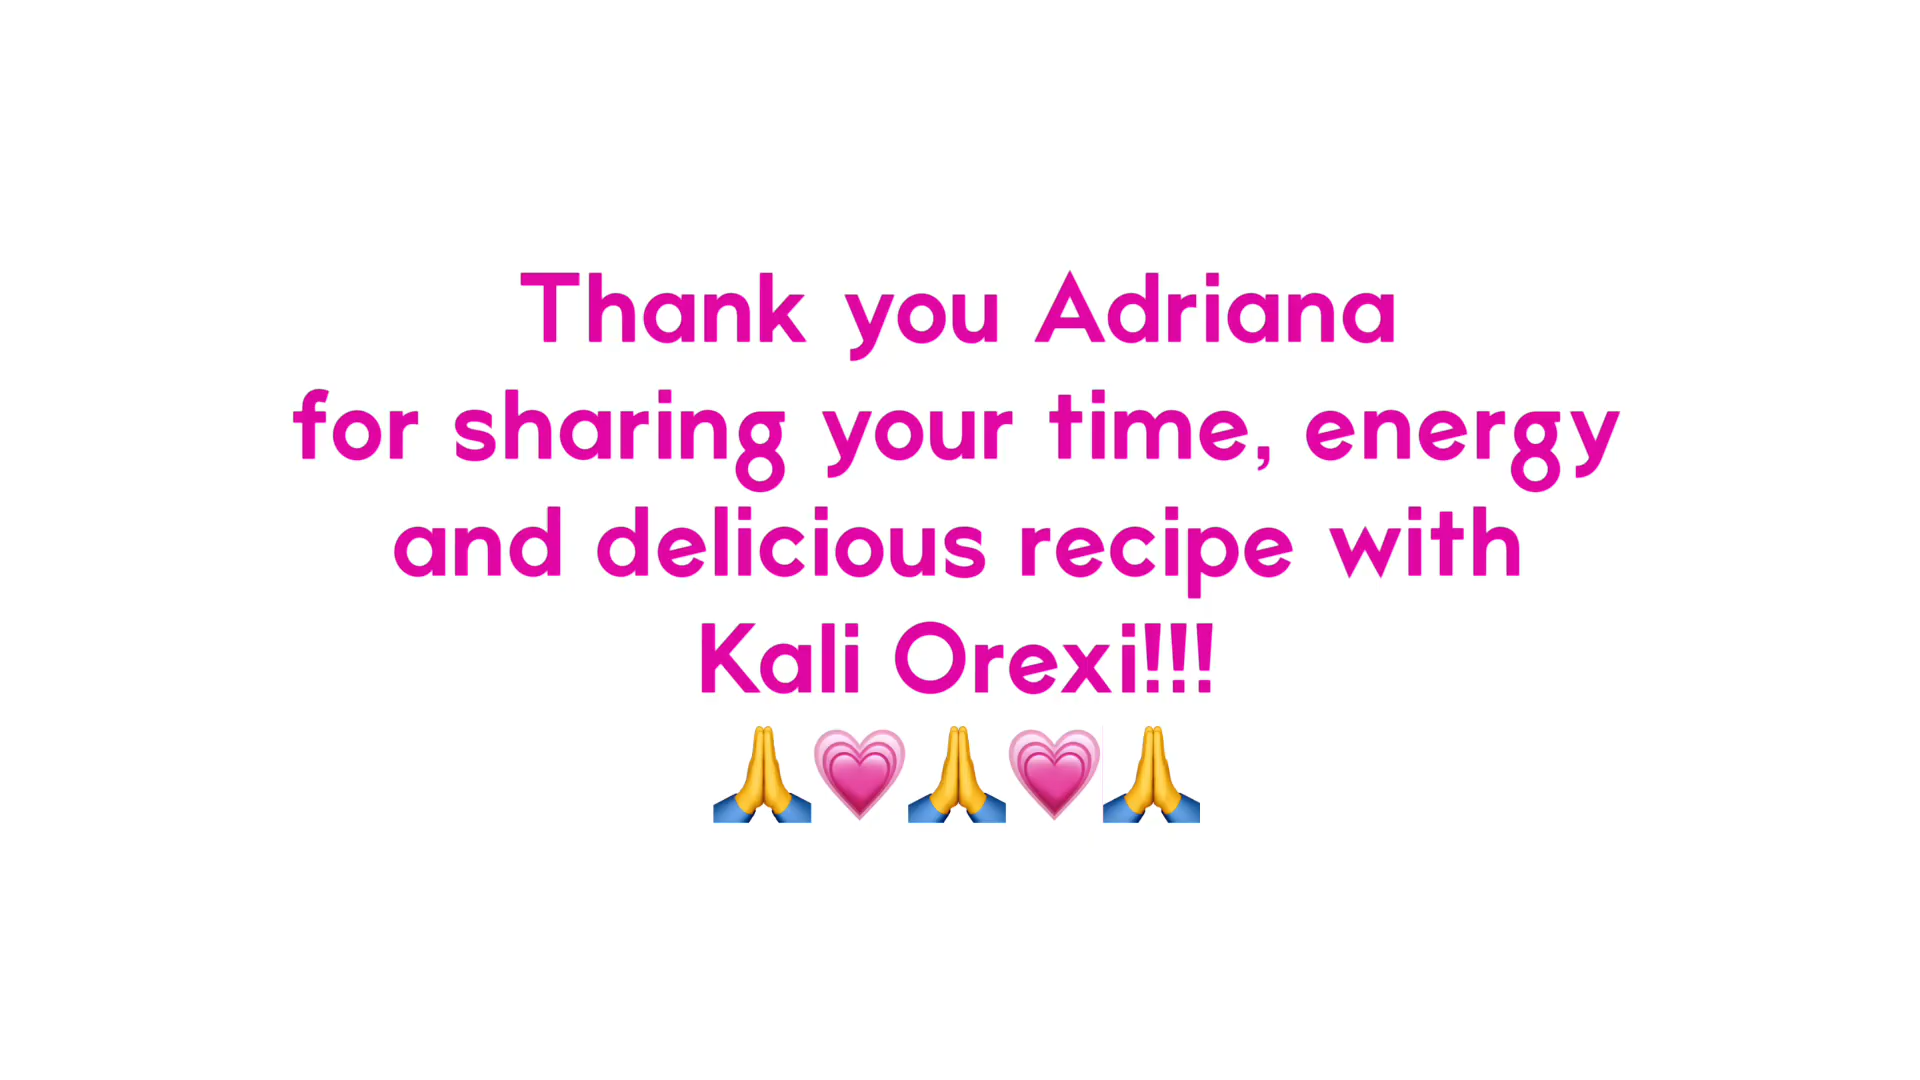 Thank you Adriana
for sharing your time, energy
and delicious recipe with
Kali Orexi!!!
🙏💗🙏💗🙏